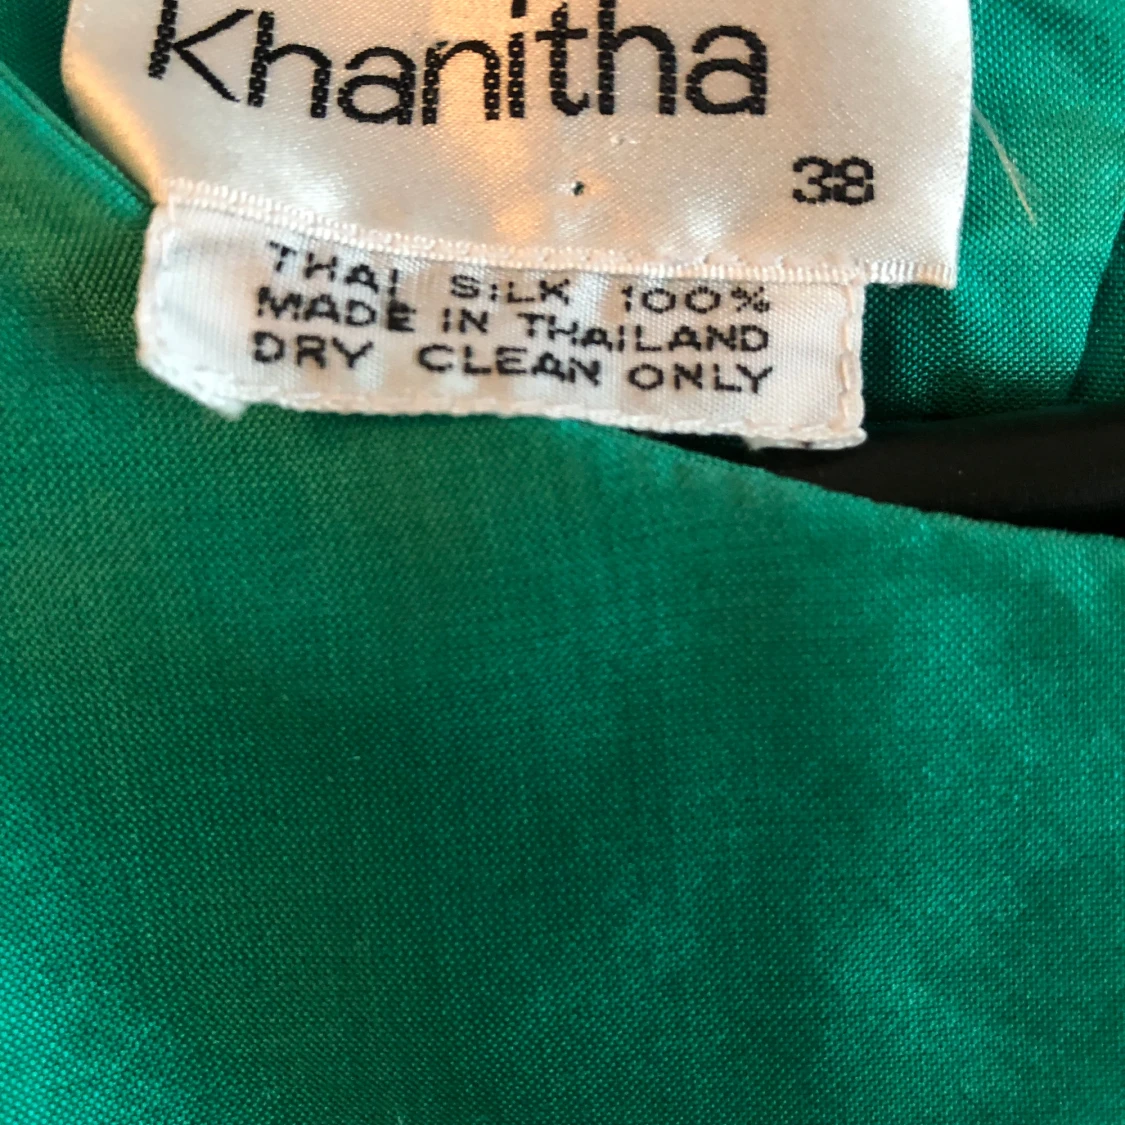 Khanitha
38
THAI SILK 100%
MADE IN THAILAND
DRY CLEAN ONLY